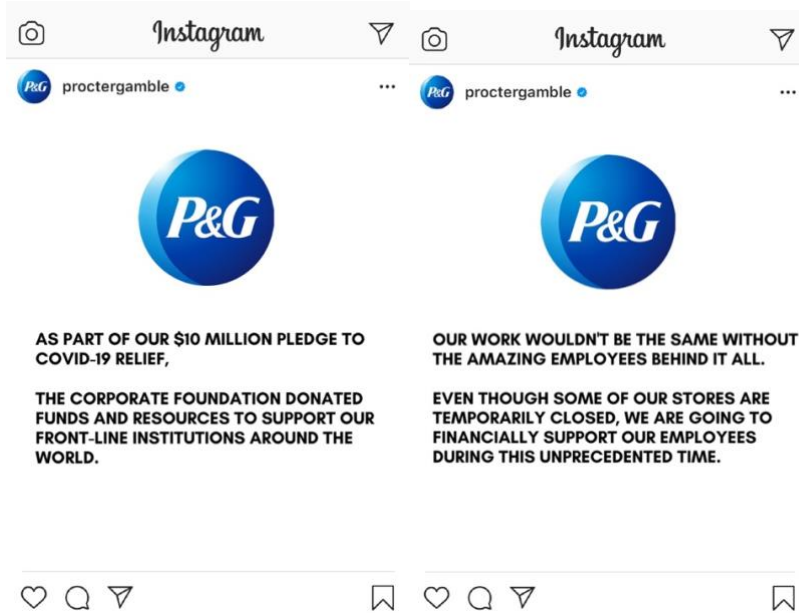 Instagram
P&G proctergamble
P&G
AS PART OF OUR $10 MILLION PLEDGE TO
COVID-19 RELIEF,
THE CORPORATE FOUNDATION DONATED
FUNDS AND RESOURCES TO SUPPORT OUR
FRONT-LINE INSTITUTIONS AROUND THE
WORLD.
Instagram
P&G proctergamble
P&G
OUR WORK WOULDN'T BE THE SAME WITHOUT
THE AMAZING EMPLOYEES BEHIND IT ALL.
EVEN THOUGH SOME OF OUR STORES ARE
TEMPORARILY CLOSED, WE ARE GOING TO
FINANCIALLY SUPPORT OUR EMPLOYEES
DURING THIS UNPRECEDENTED TIME.